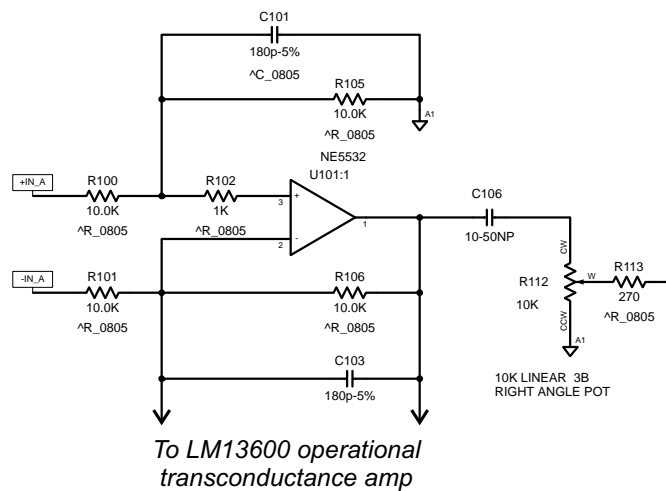 C101
180p-5%
^C_0805
R105
10.0K
^R_0805
A1
NE5532
U101:1
+IN_A
R100
10.0K
^R_0805
R102
1K
^R_0805
3
+
-
2
1
C106
10-50NP
-IN_A
R101
10.0K
^R_0805
R106
10.0K
^R_0805
CW
R112
10K
W
CCW
R113
270
^R_0805
A1
C103
180p-5%
10K LINEAR 3B
RIGHT ANGLE POT
To LM13600 operational
transconductance amp